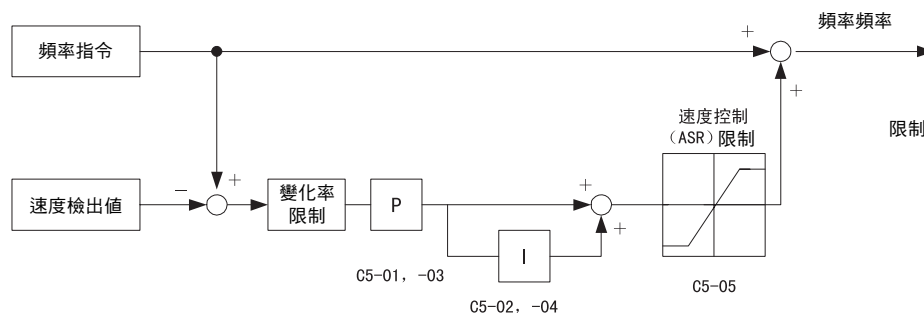 頻率頻率
頻率指令
+
+
速度控制
（ASR）限制
限制
速度檢出値
−
+
變化率
限制
P
+
+
I
C5-01, -03
C5-02, -04
C5-05